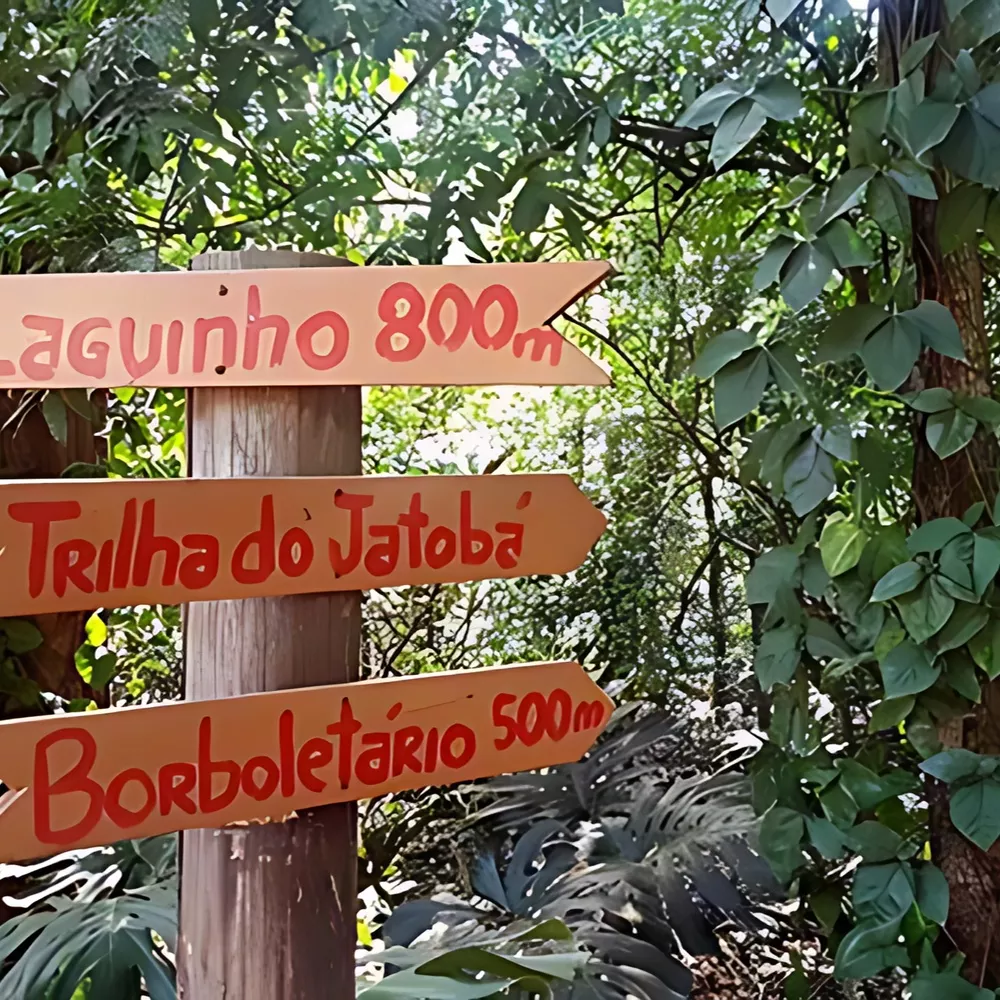 Laguinho 800m
Trilha do Jatobá
Borboletário 500m